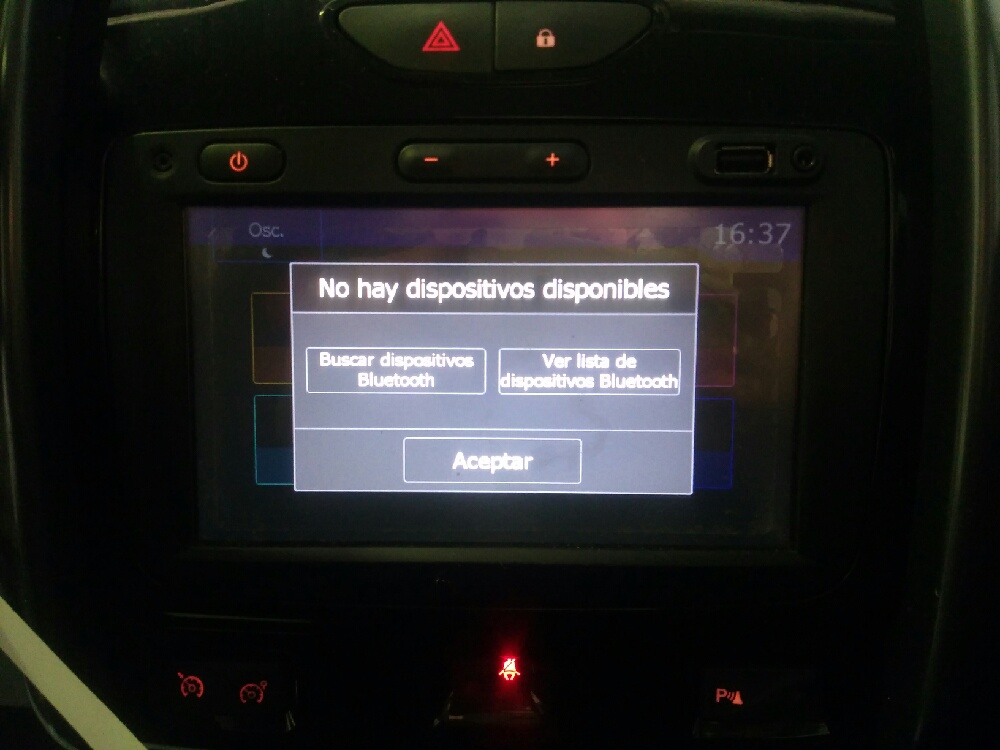 Osc.
16:37
No hay dispositivos disponibles
Buscar dispositivos
Bluetooth
Ver lista de
dispositivos Bluetooth
Aceptar
P